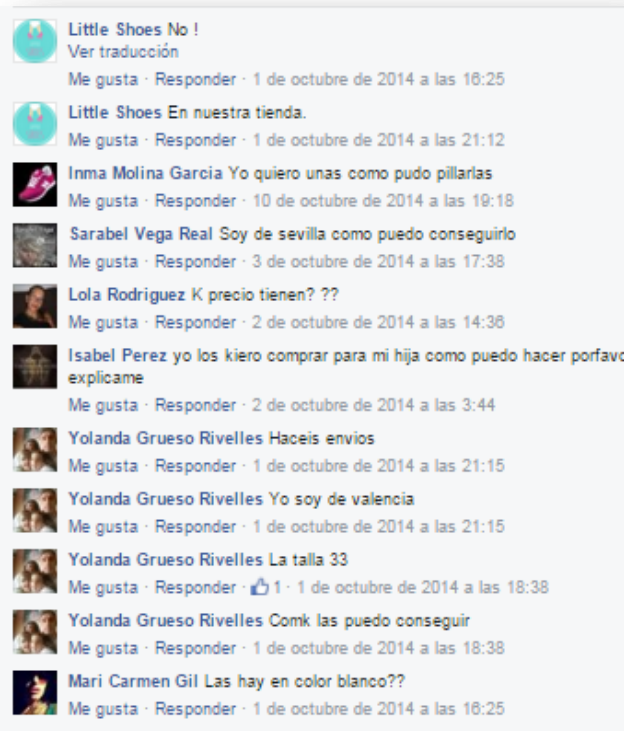 Little Shoes No !
Ver traducción
Me gusta · Responder · 1 de octubre de 2014 a las 16:25
Little Shoes En nuestra tienda.
Me gusta · Responder · 1 de octubre de 2014 a las 21:12
Inma Molina Garcia Yo quiero unas como pudo pillarlas
Me gusta · Responder · 10 de octubre de 2014 a las 19:18
Sarabel Vega Real Soy de sevilla como puedo conseguirlo
Me gusta · Responder · 3 de octubre de 2014 a las 17:38
Lola Rodriguez K precio tienen? ??
Me gusta · Responder · 2 de octubre de 2014 a las 14:36
Isabel Perez yo los kiero comprar para mi hija como puedo hacer porfavo
explicame
Me gusta · Responder · 2 de octubre de 2014 a las 3:44
Yolanda Grueso Rivelles Haceis envios
Me gusta · Responder · 1 de octubre de 2014 a las 21:15
Yolanda Grueso Rivelles Yo soy de valencia
Me gusta · Responder · 1 de octubre de 2014 a las 21:15
Yolanda Grueso Rivelles La talla 33
Me gusta · Responder · 1 · 1 de octubre de 2014 a las 18:38
Yolanda Grueso Rivelles Comk las puedo conseguir
Me gusta · Responder · 1 de octubre de 2014 a las 18:38
Mari Carmen Gil Las hay en color blanco??
Me gusta · Responder · 1 de octubre de 2014 a las 16:25